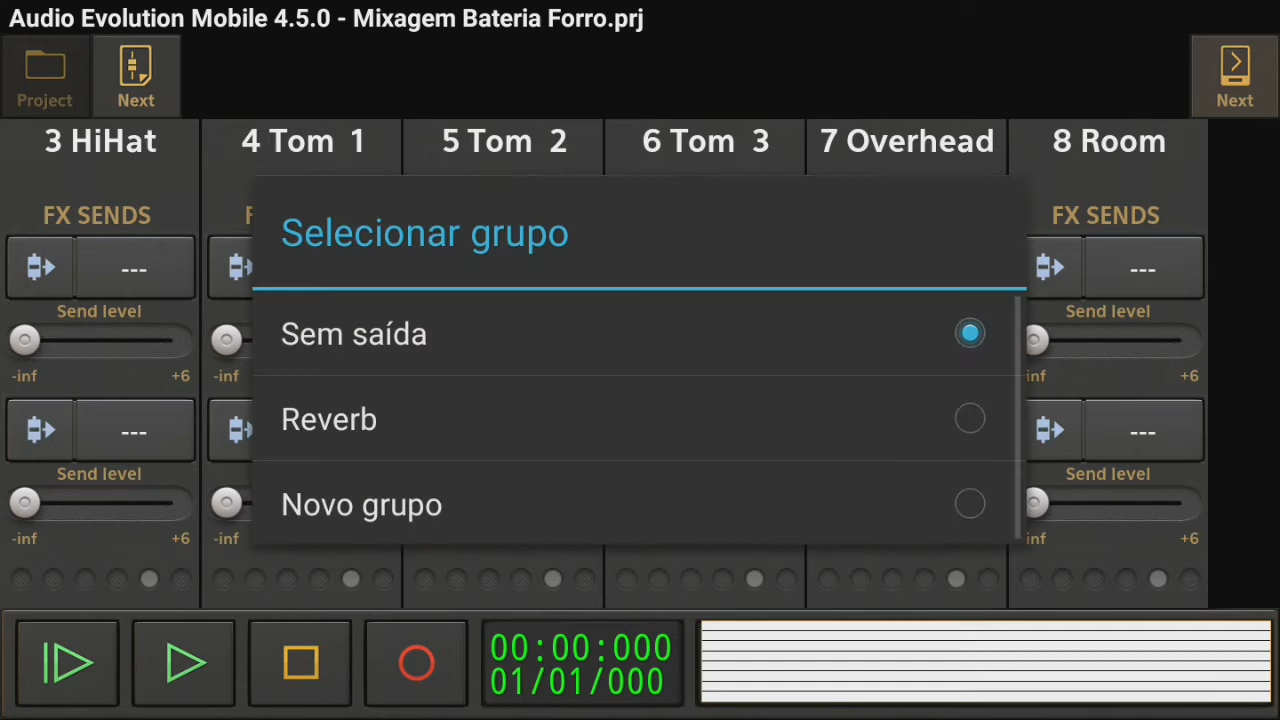 Audio Evolution Mobile 4.5.0 - Mixagem Bateria Forro.prj
Project
Next
Next
3 HiHat
4 Tom 1
5 Tom 2
6 Tom 3
7 Overhead
8 Room
FX SENDS
F
FX SENDS
Selecionar grupo
---
---
Send level
Send level
Sem saída
-inf
+6
-inf
inf
+6
Reverb
---
---
Send level
Send level
Novo grupo
-inf
+6
-inf
inf
+6
00:00:000
01/01/000